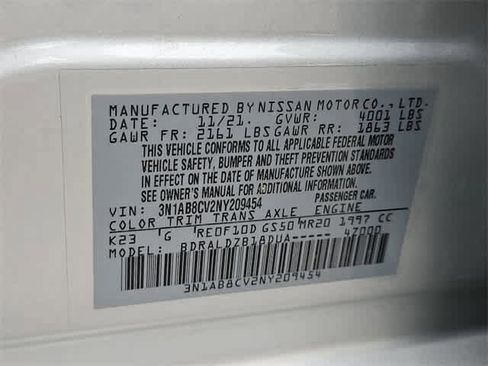 MANUFACTURED BY NISSAN MOTOR CO., LTD.
DATE: 11/21. GVWR: 4001 LBS
GAWR FR: 2161 LBS GAWR RR: 1863 LBS
THIS VEHICLE CONFORMS TO ALL APPLICABLE FEDERAL MOTOR
VEHICLE SAFETY, BUMPER AND THEFT PREVENTION STANDARDS
IN EFFECT ON THE DATE OF MANUFACTURE SHOWN ABOVE.
SEE OWNER'S MANUAL FOR ADDITIONAL INFORMATION.
VIN: 3N1AB8CV2NY209454 PASSENGER CAR.
COLOR TRIM TRANS AXLE ENGINE
K23 G RE0F10D GS50 MR20 1997 CC
MODEL: BDRALDZB18DUA 47000
3N1AB8CV2NY209454